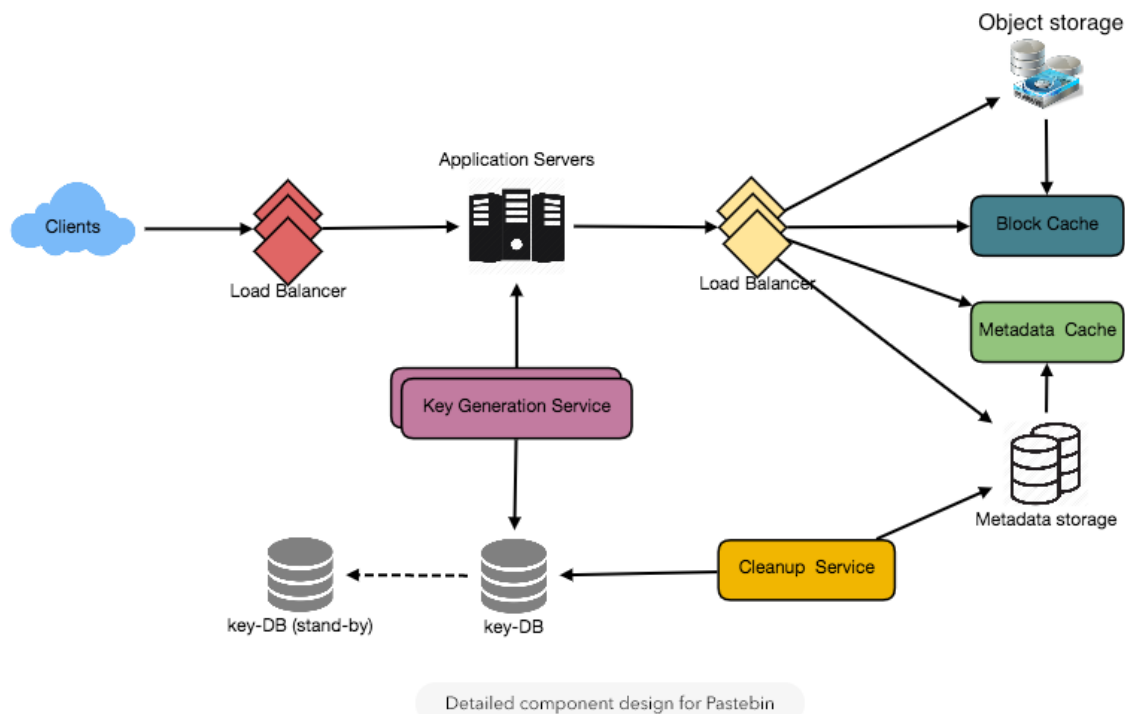 Object storage
Application Servers
Clients
Block Cache
Load Balancer
Load Balancer
Metadata Cache
Key Generation Service
Metadata storage
Cleanup Service
key-DB (stand-by)
key-DB
Detailed component design for Pastebin